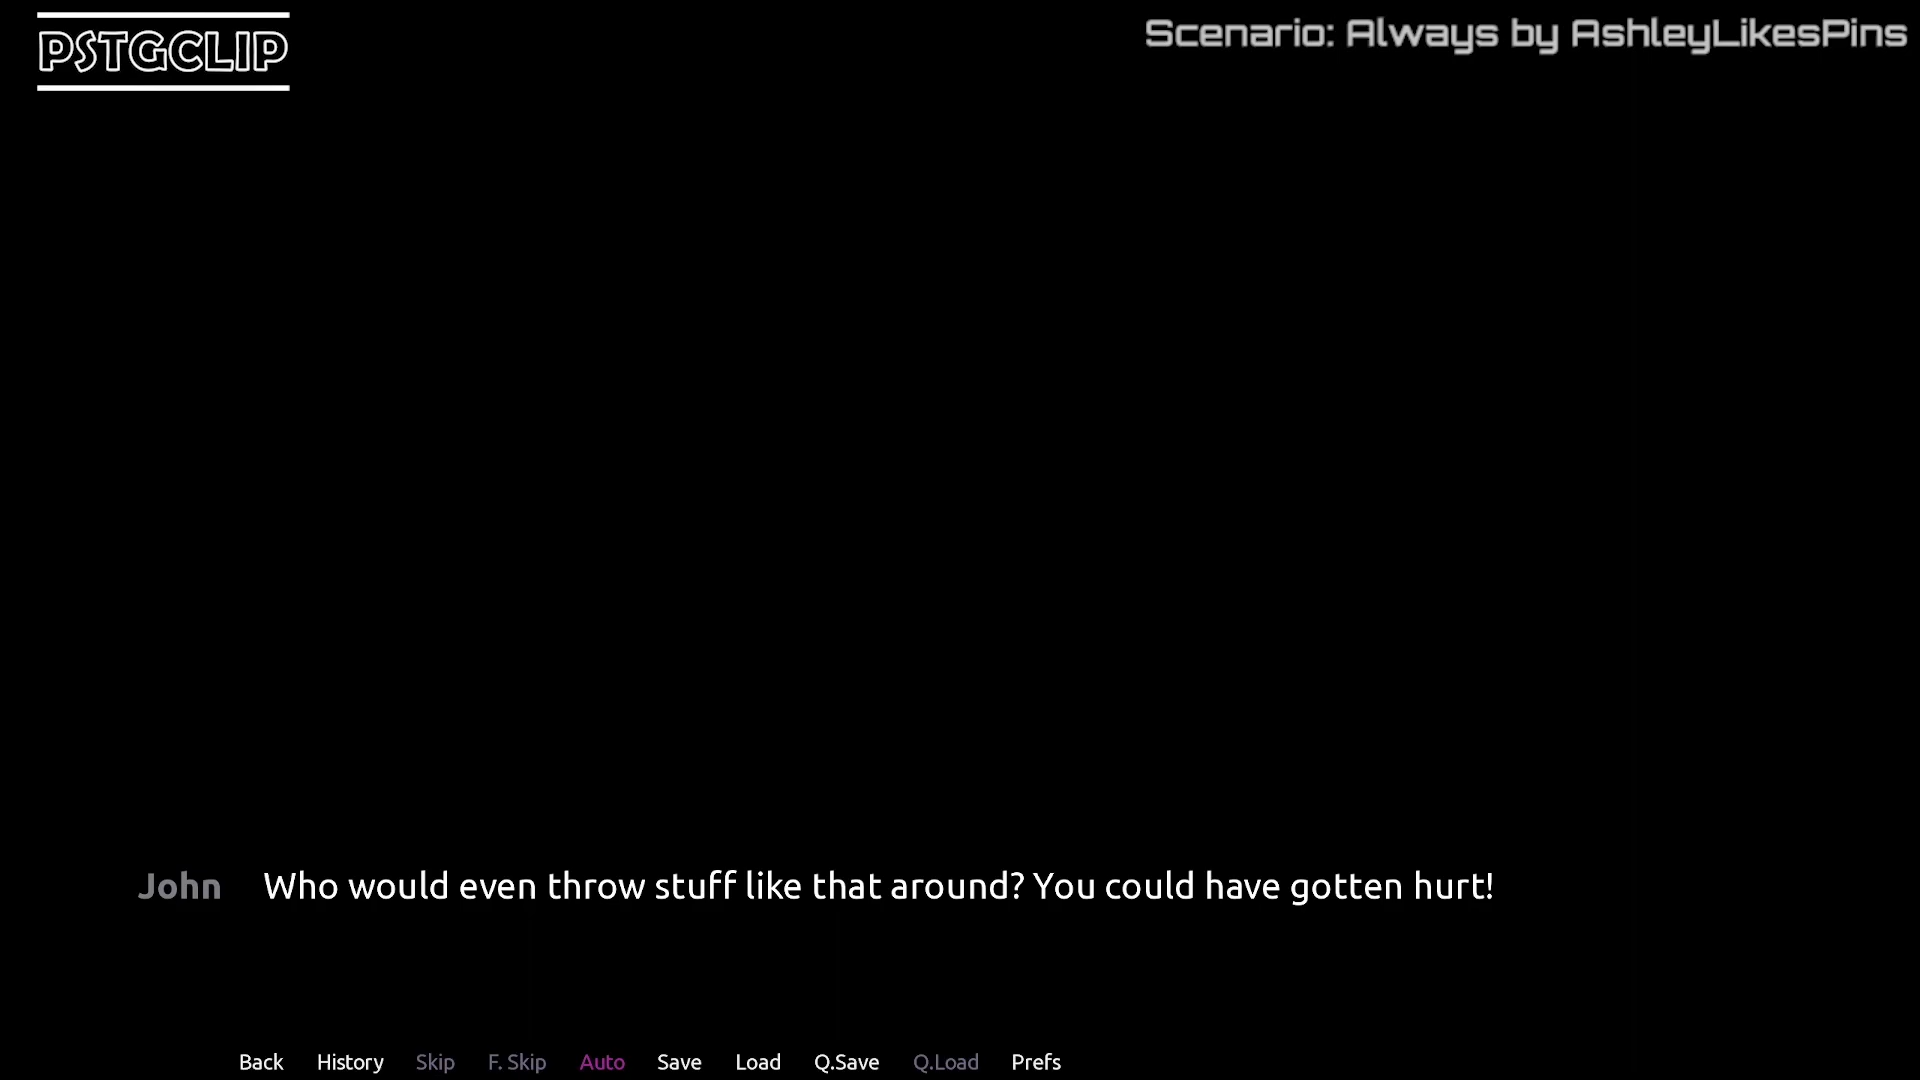 PSTGCLIP
Scenario: Always by AshleyLikesPins
John Who would even throw stuff like that around? You could have gotten hurt!
Back History Skip F. Skip Auto Save Load Q.Save Q.Load Prefs